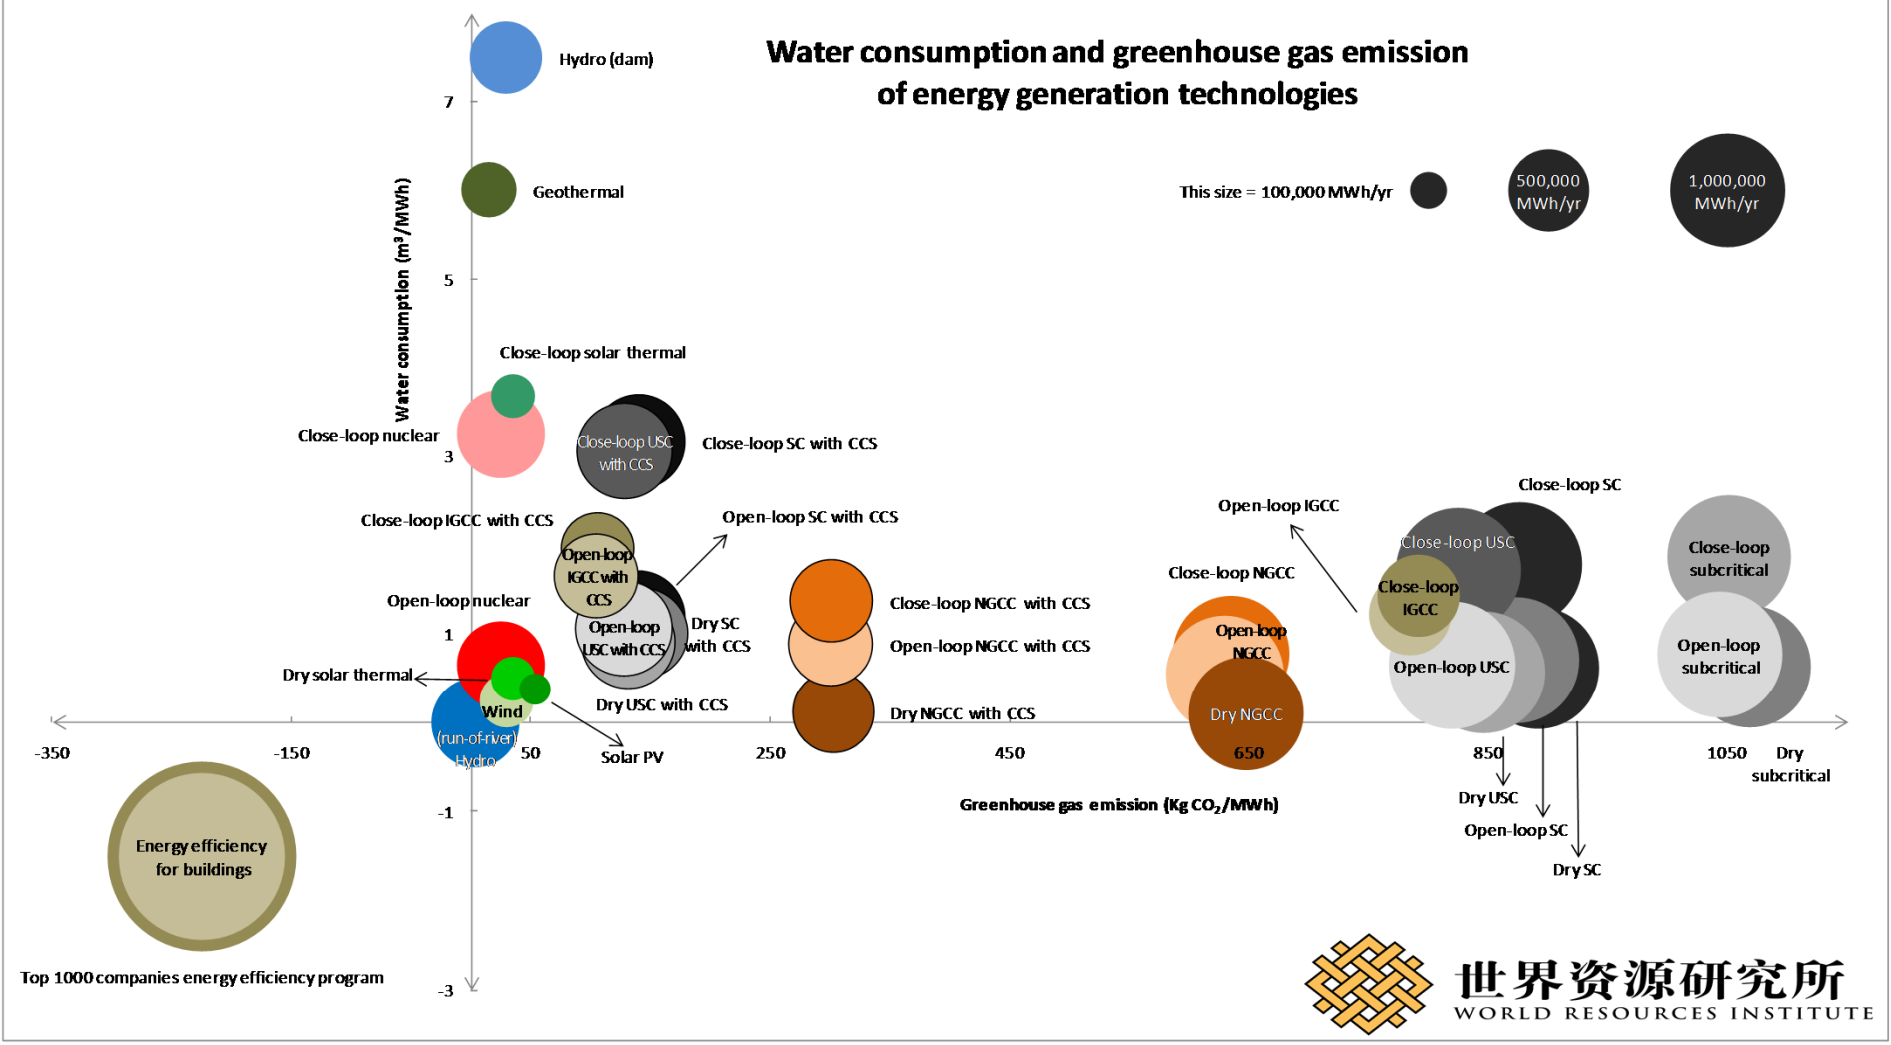 Water consumption and greenhouse gas emission
of energy generation technologies
Hydro (dam)
7
Geothermal
This size = 100,000 MWh/yr
500,000
MWh/yr
1,000,000
MWh/yr
Water consumption (m³/MWh)
5
Close-loop solar thermal
Close-loop nuclear
3
Close-loop USC
with CCS
Close-loop SC with CCS
Close-loop SC
Open-loop IGCC
Close-loop IGCC with CCS
Open-loop SC with CCS
Close-loop USC
Close-loop
subcritical
Open-loop
IGCC with
CCS
Close-loop NGCC
Close-loop
IGCC
Open-loop nuclear
Close-loop NGCC with CCS
1
Open-loop
USC with CCS
Dry SC
with CCS
Open-loop NGCC with CCS
Open-loop
NGCC
Open-loop USC
Open-loop
subcritical
Dry solar thermal
Wind
Dry USC with CCS
Dry NGCC with CCS
Dry NGCC
(run-of-river)
Hydro
Solar PV
-350
-150
50
250
450
650
850
1050
Dry
subcritical
Greenhouse gas emission (Kg CO₂/MWh)
Dry USC
Open-loop SC
Dry SC
-1
Energy efficiency
for buildings
Top 1000 companies energy efficiency program
-3
世界资源研究所
WORLD RESOURCES INSTITUTE